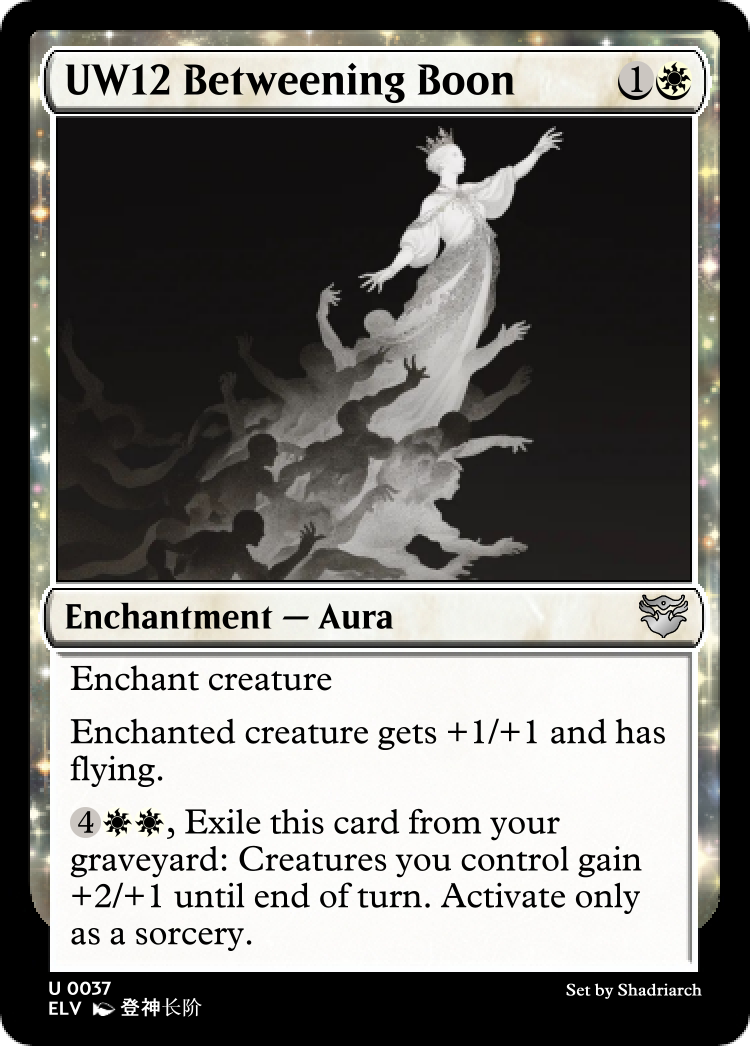 UW12 Betweening Boon 1
Enchantment — Aura
Enchant creature
Enchanted creature gets +1/+1 and has
flying.
4, Exile this card from your
graveyard: Creatures you control gain
+2/+1 until end of turn. Activate only
as a sorcery.
U 0037
ELV 登神长阶
Set by Shadriarch